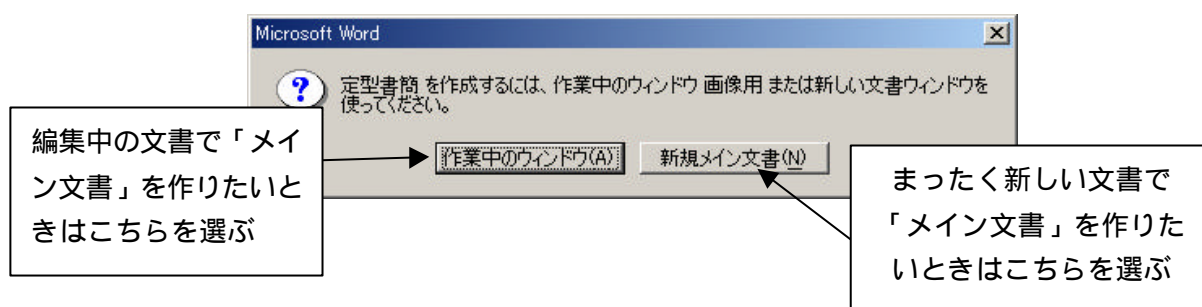 Microsoft Word
定型書簡 を作成するには、作業中のウィンドウ 画像用 または新しい文書ウィンドウを
使ってください。
作業中のウィンドウ(A)
新規メイン文書(N)
編集中の文書で「メイ
ン文書」を作りたいと
きはこちらを選ぶ
まったく新しい文書で
「メイン文書」を作りた
いときはこちらを選ぶ